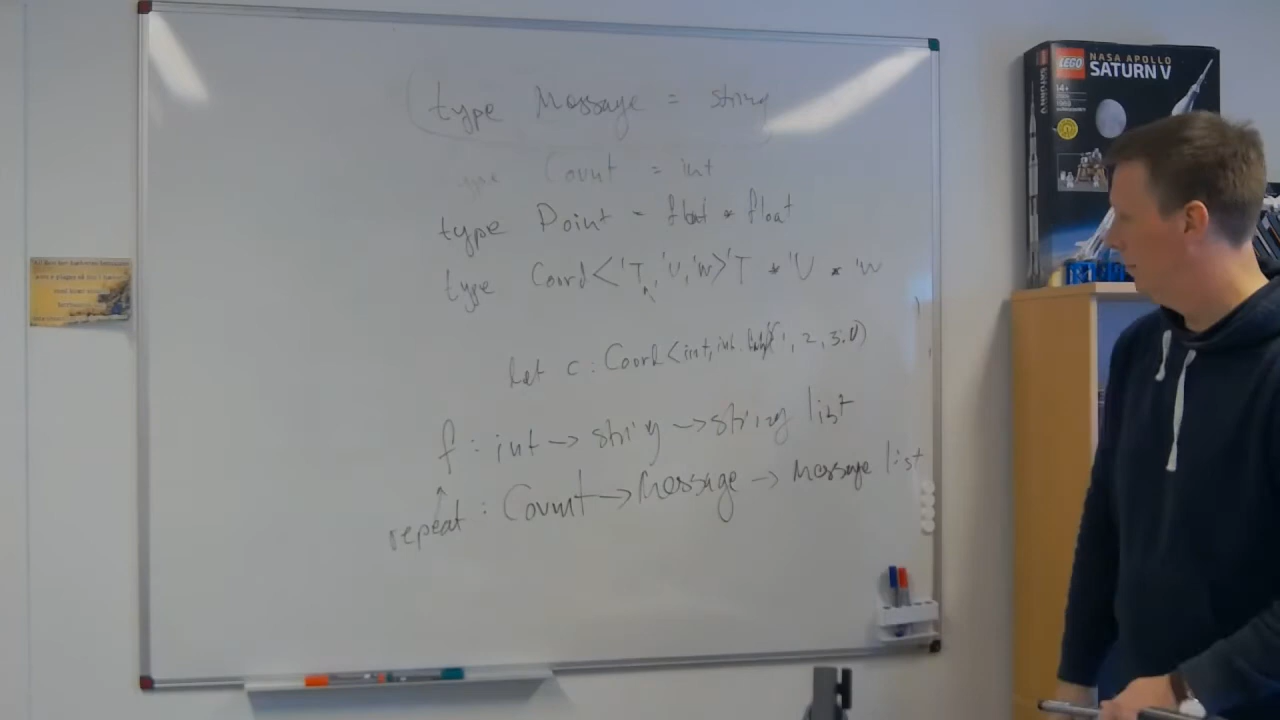 type Message = string
type Count = int
type Point = float * float
type Coord<'T, 'U, 'W> 'T * 'U * 'W
let c : Coord<int, int, 1, 2, 3.0)
f : int -> string -> string list
repeat : Count -> Message -> Message list
LEGO
NASA APOLLO
SATURN V
14+